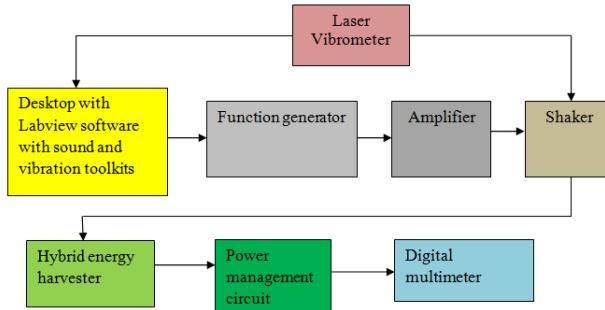 Laser
Vibrometer
Desktop with
Labview software
with sound and
vibration toolkits
Function generator
Amplifier
Shaker
Hybrid energy
harvester
Power
management
circuit
Digital
multimeter